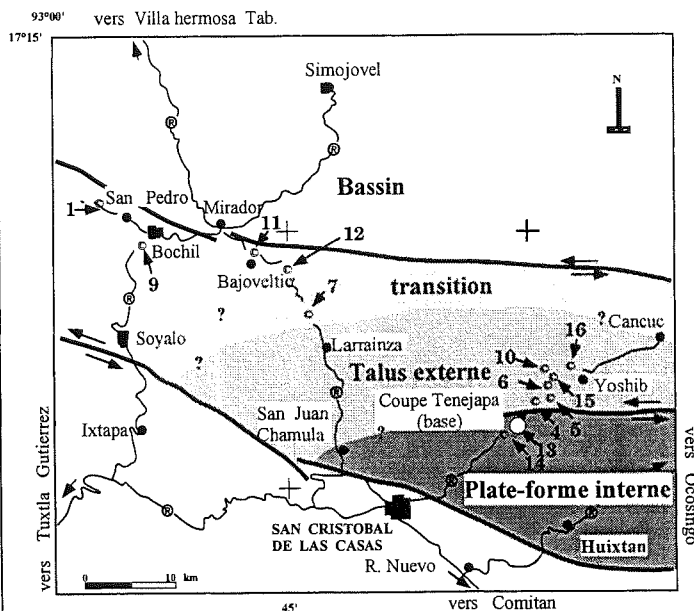 93°00'
vers Villa hermosa Tab.
17°15'
Simojovel
N
R
R
Bassin
San Pedro
Mirador
1
11
12
Bochil
9
Bajoveltic
7
transition
R
?
?
Cancuc
16
Soyalo
?
Larrainza
10
Talus externe
6
Yoshib
15
Coupe Tenejapa
(base)
R
San Juan
Chamula
?
4
5
Ixtapa
13
14
vers Tuxtla Gutierrez
vers Ocosingo
R
Plate-forme interne
R
R
SAN CRISTOBAL
DE LAS CASAS
Huixtan
R. Nuevo
0
10 km
45'
vers Comitan